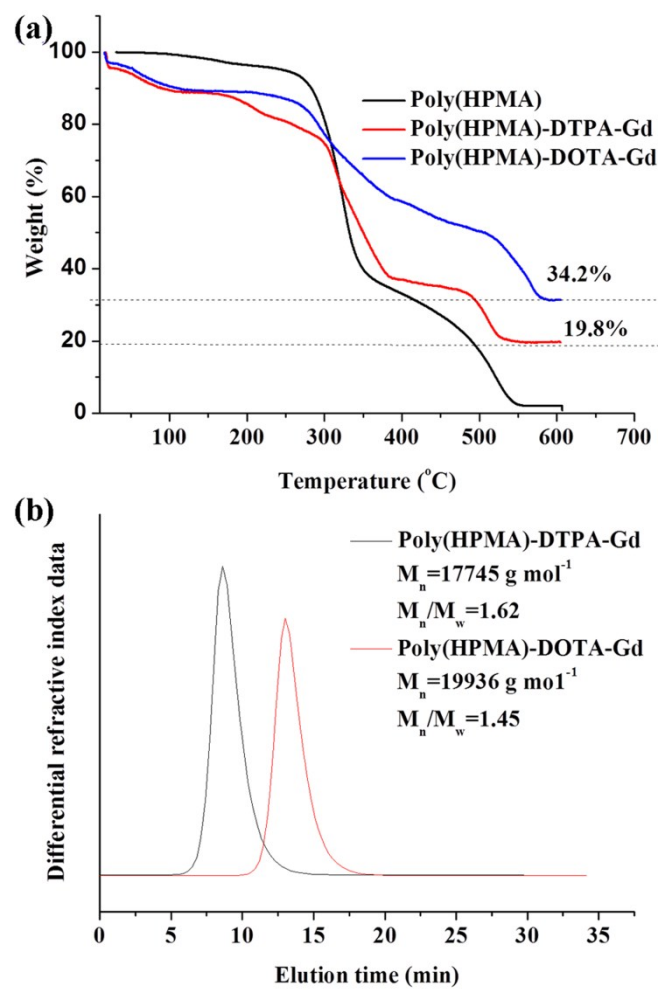 (a)
100
80
60
40
20
0
Weight (%)
Poly(HPMA)
Poly(HPMA)-DTPA-Gd
Poly(HPMA)-DOTA-Gd
34.2%
19.8%
0 100 200 300 400 500 600 700
Temperature (°C)
(b)
Differential refractive index data
Poly(HPMA)-DTPA-Gd
Mn=17745 g mol-1
Mn/Mw=1.62
Poly(HPMA)-DOTA-Gd
Mn=19936 g mo1-1
Mn/Mw=1.45
0 5 10 15 20 25 30 35
Elution time (min)